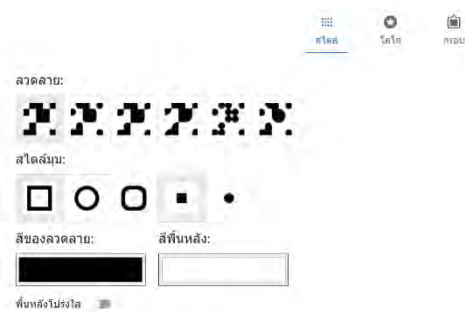 สไตล์ โลโก้ กรอบ
ลวดลาย:
สไตล์มุม:
สีของลวดลาย: สีพื้นหลัง:
พื้นหลังโปร่งใส